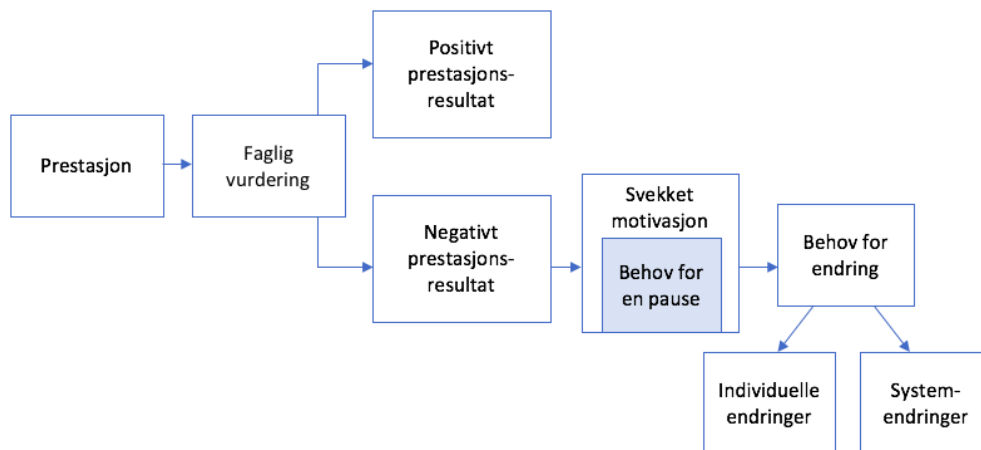 Positivt
prestasjons-
resultat
Prestasjon
Faglig
vurdering
Negativt
prestasjons-
resultat
Svekket
motivasjon
Behov for
en pause
Behov for
endring
Individuelle
endringer
System-
endringer